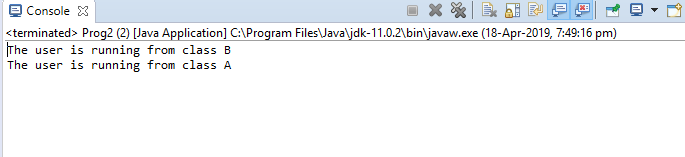 Console
<terminated> Prog2 (2) [Java Application] C:\Program Files\Java\jdk-11.0.2\bin\javaw.exe (18-Apr-2019, 7:49:16 pm)
The user is running from class B
The user is running from class A